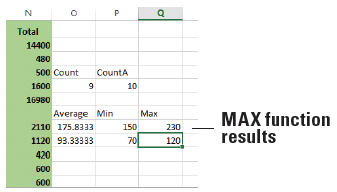 N O P Q
Total
14400
480
500 Count CountA
1600 9 10
16980
Average Min Max
2110 175.8333 150 230
1120 93.33333 70 120
420
600
600
MAX function
results